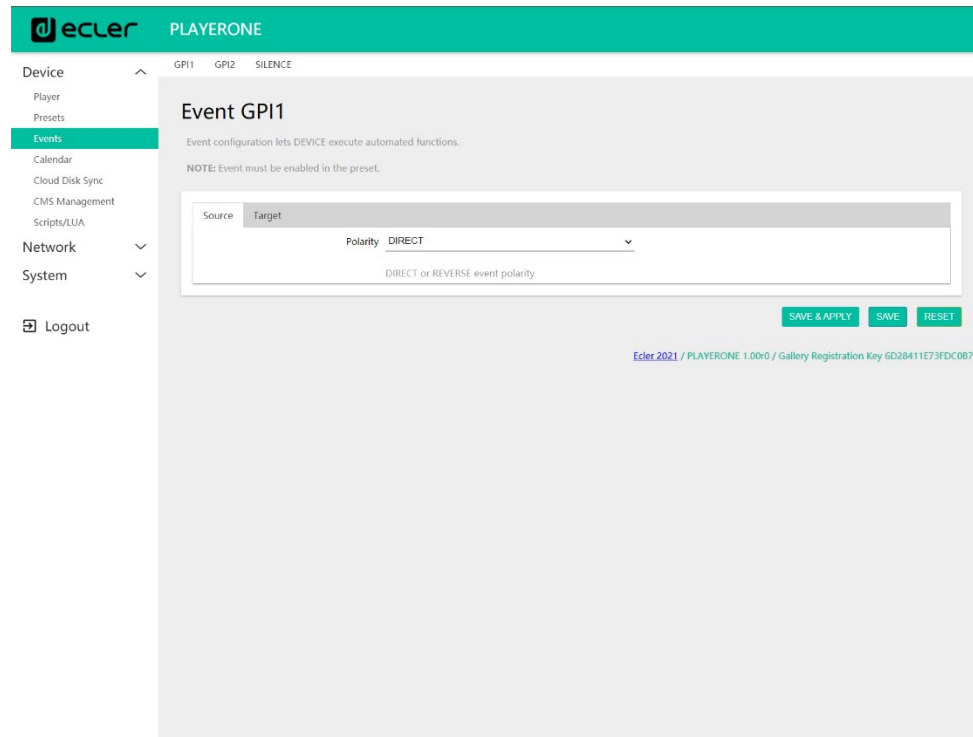 ecler
PLAYERONE
Device
Player
Presets
Events
Calendar
Cloud Disk Sync
CMS Management
Scripts/LUA
Network
System
Logout
GPI1 GPI2 SILENCE
Event GPI1
Event configuration lets DEVICE execute automated functions.
NOTE: Event must be enabled in the preset.
Source Target
Polarity DIRECT
DIRECT or REVERSE event polarity
SAVE & APPLY SAVE RESET
Ecler 2021 / PLAYERONE 1.00r0 / Gallery Registration Key 6D28411E73FDC0B7